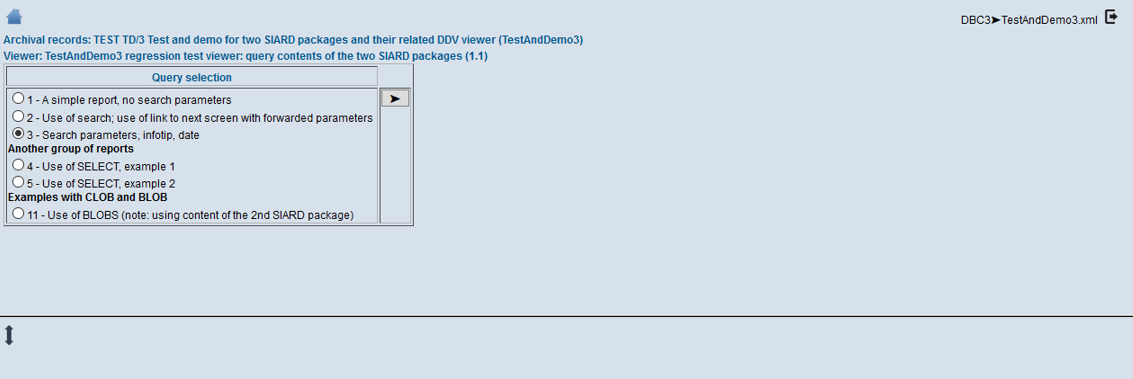 DBC3➤TestAndDemo3.xml
Archival records: TEST TD/3 Test and demo for two SIARD packages and their related DDV viewer (TestAndDemo3)
Viewer: TestAndDemo3 regression test viewer: query contents of the two SIARD packages (1.1)
Query selection
1 - A simple report, no search parameters
2 - Use of search; use of link to next screen with forwarded parameters
3 - Search parameters, infotip, date
Another group of reports
4 - Use of SELECT, example 1
5 - Use of SELECT, example 2
Examples with CLOB and BLOB
11 - Use of BLOBS (note: using content of the 2nd SIARD package)